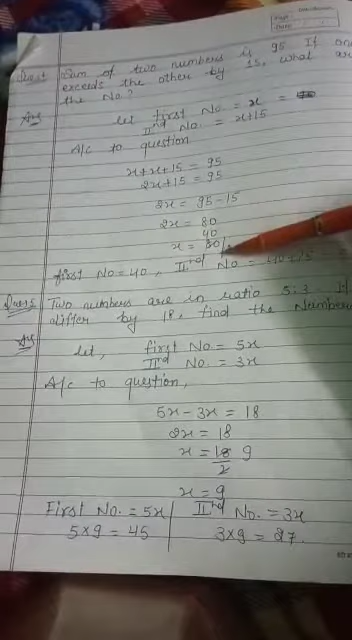 Sum of two numbers is 95 If one
exceeds the other by 15, what are
the No?
Ans let first No = x =
IInd No. = x+15
A/c to question
x+x+15 = 95
2x+15 = 95
2x = 95-15
2x = 80
40
x = 80/
first No = 40, IInd No = 40+15 =
Two numbers are in ratio 5:3. If
differ by 18, find the Numbers
Ans let, first No = 5x
IInd No. = 3x
A/c to question,
5x - 3x = 18
2x = 18
x = 18/2 9
x = 9
First No. = 5x IInd No. = 3x
5x9 = 45 3x9 = 27.